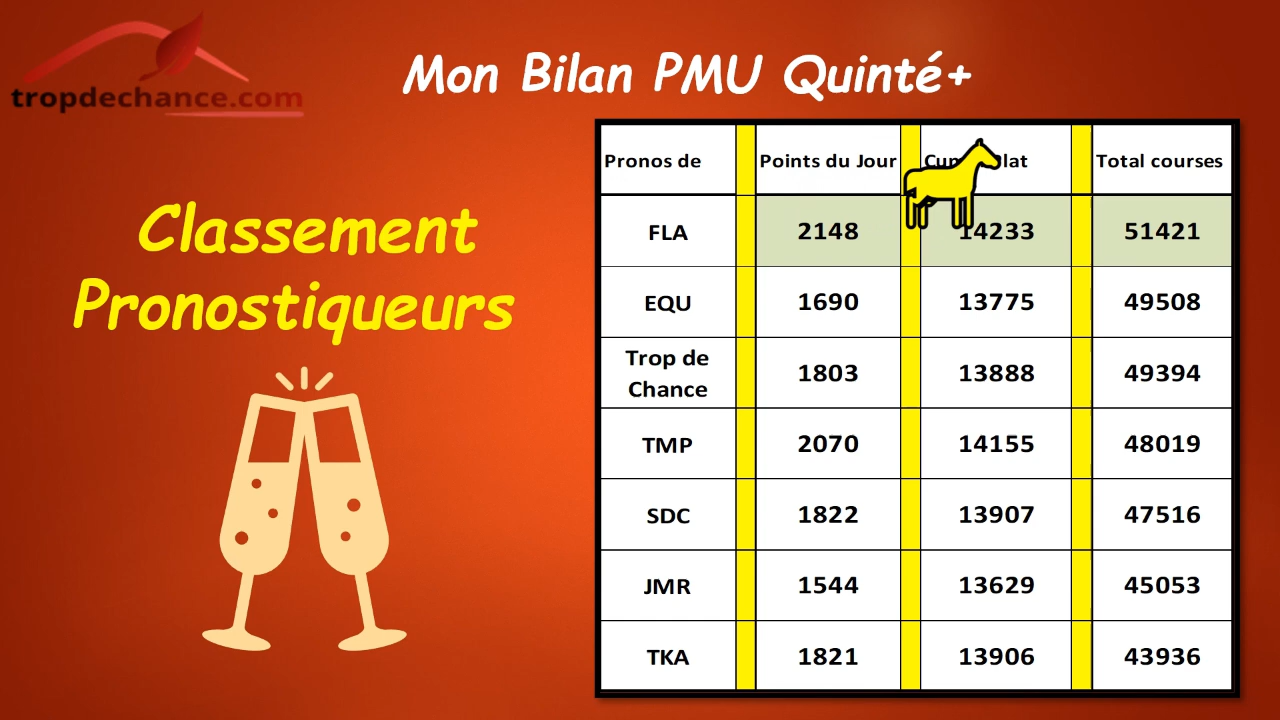 tropdechance.com
Mon Bilan PMU Quinté+
Classement
Pronostiqueurs
Pronos de Points du Jour Total courses
FLA 2148 14233 51421
EQU 1690 13775 49508
Trop de
Chance 1803 13888 49394
TMP 2070 14155 48019
SDC 1822 13907 47516
JMR 1544 13629 45053
TKA 1821 13906 43936